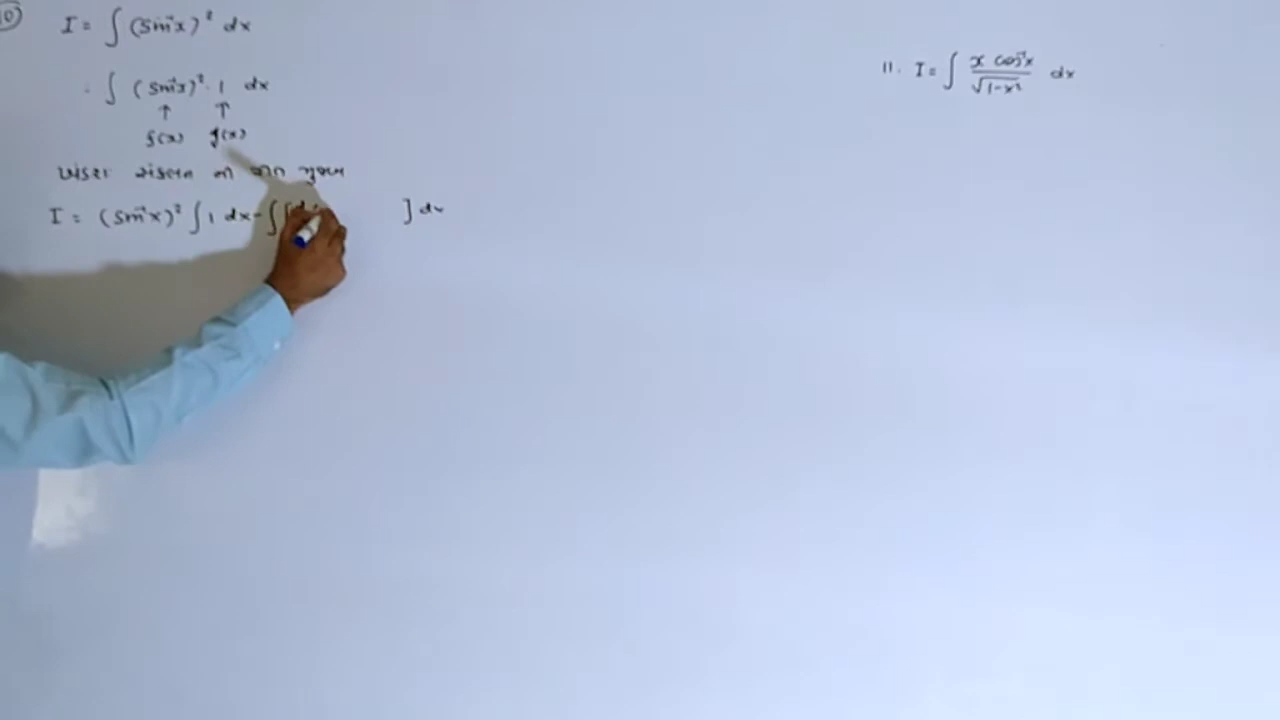 10
I = ∫ (sin⁻¹x)² dx
= ∫ (sin⁻¹x)² · 1 dx
↑ ↑
f(x) g(x)
ખંડશઃ સંકલન ની રીત મુજબ
I = (sin⁻¹x)² ∫ 1 dx - ∫ [ ] dx
11. I = ∫ x cos⁻¹x / √1-x² dx